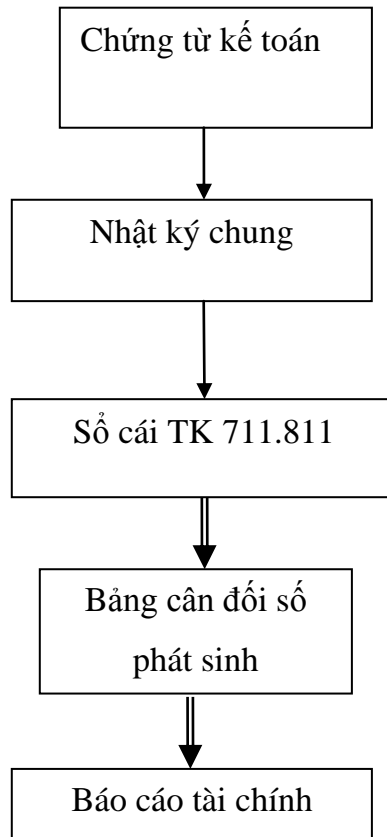 Chứng từ kế toán
Nhật ký chung
Sổ cái TK 711.811
Bảng cân đối số
phát sinh
Báo cáo tài chính